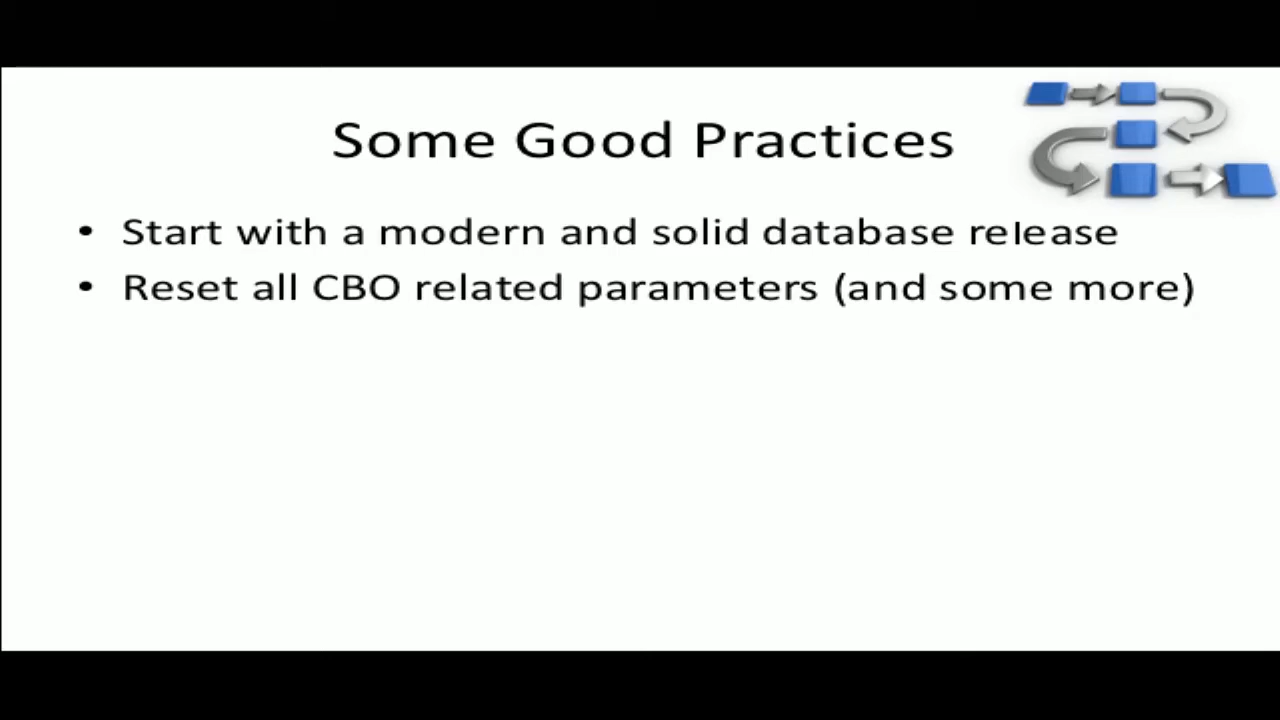 Some Good Practices
• Start with a modern and solid database release
• Reset all CBO related parameters (and some more)